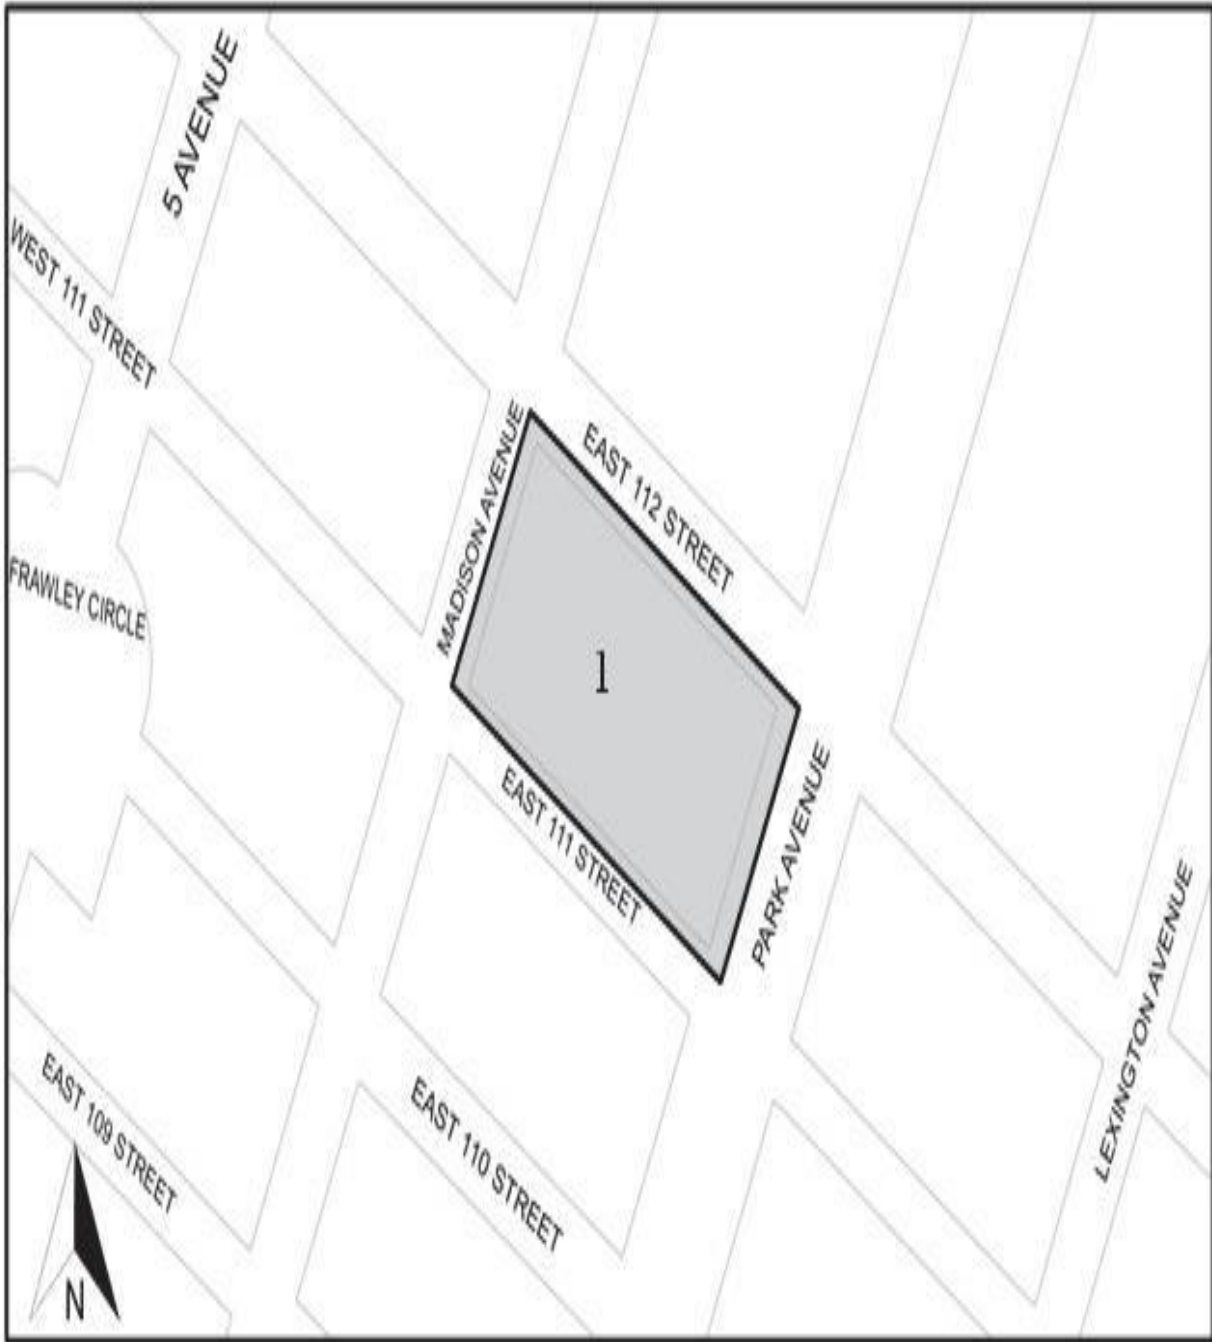 5 AVENUE
WEST 111 STREET
MADISON AVENUE
EAST 112 STREET
FRAWLEY CIRCLE
1
EAST 111 STREET
PARK AVENUE
LEXINGTON AVENUE
EAST 109 STREET
EAST 110 STREET
N